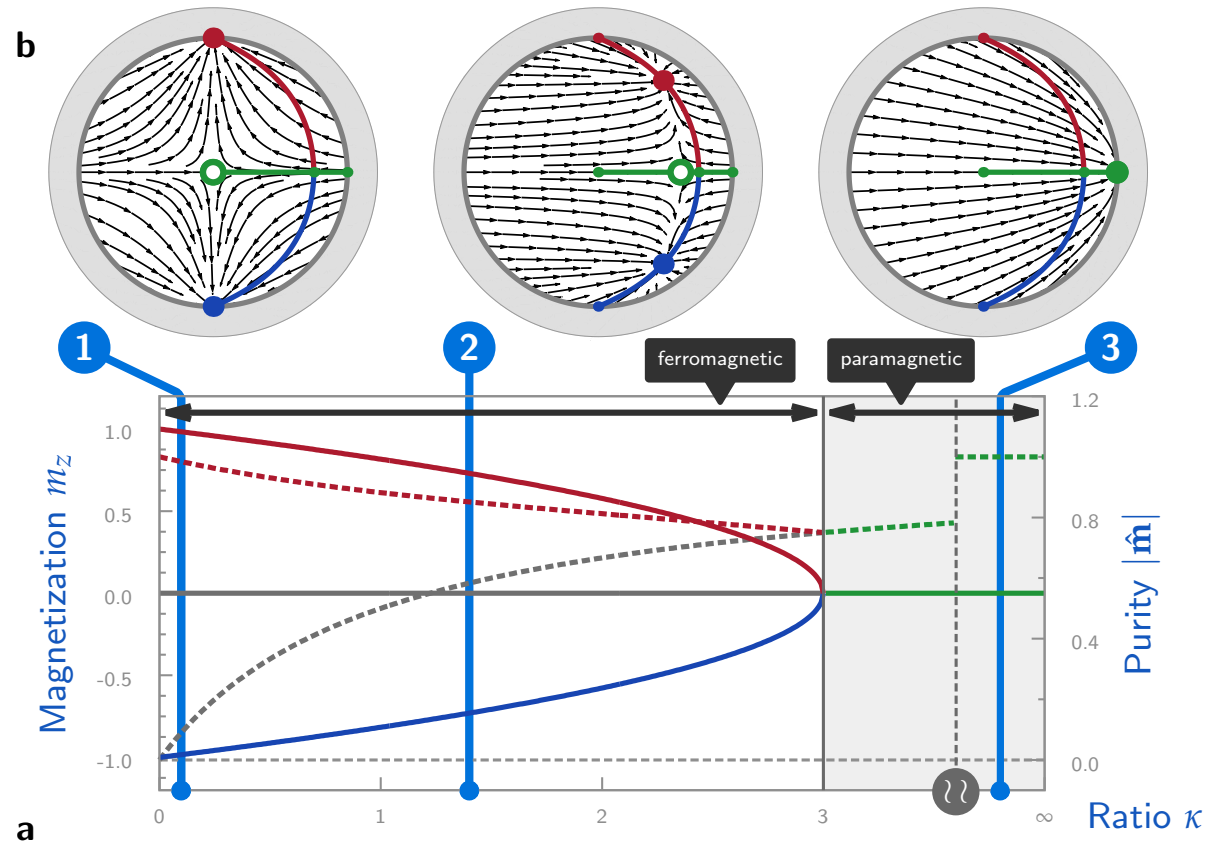 b
1
2
3
ferromagnetic
paramagnetic
Magnetization m_z
1.0
0.5
0.0
-0.5
-1.0
1.2
0.8
0.4
0.0
Purity |m̂|
0
1
2
3
∞
Ratio κ
a